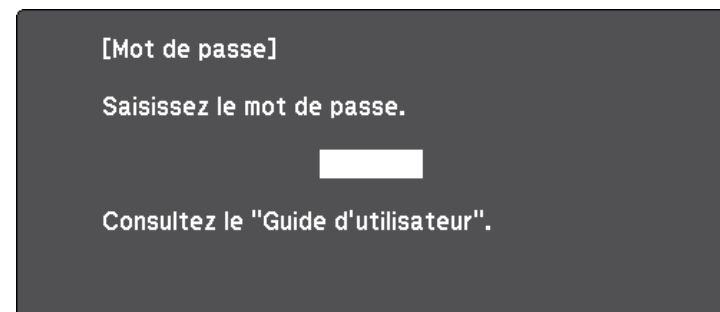 [Mot de passe]
Saisissez le mot de passe.
Consultez le "Guide d'utilisateur".